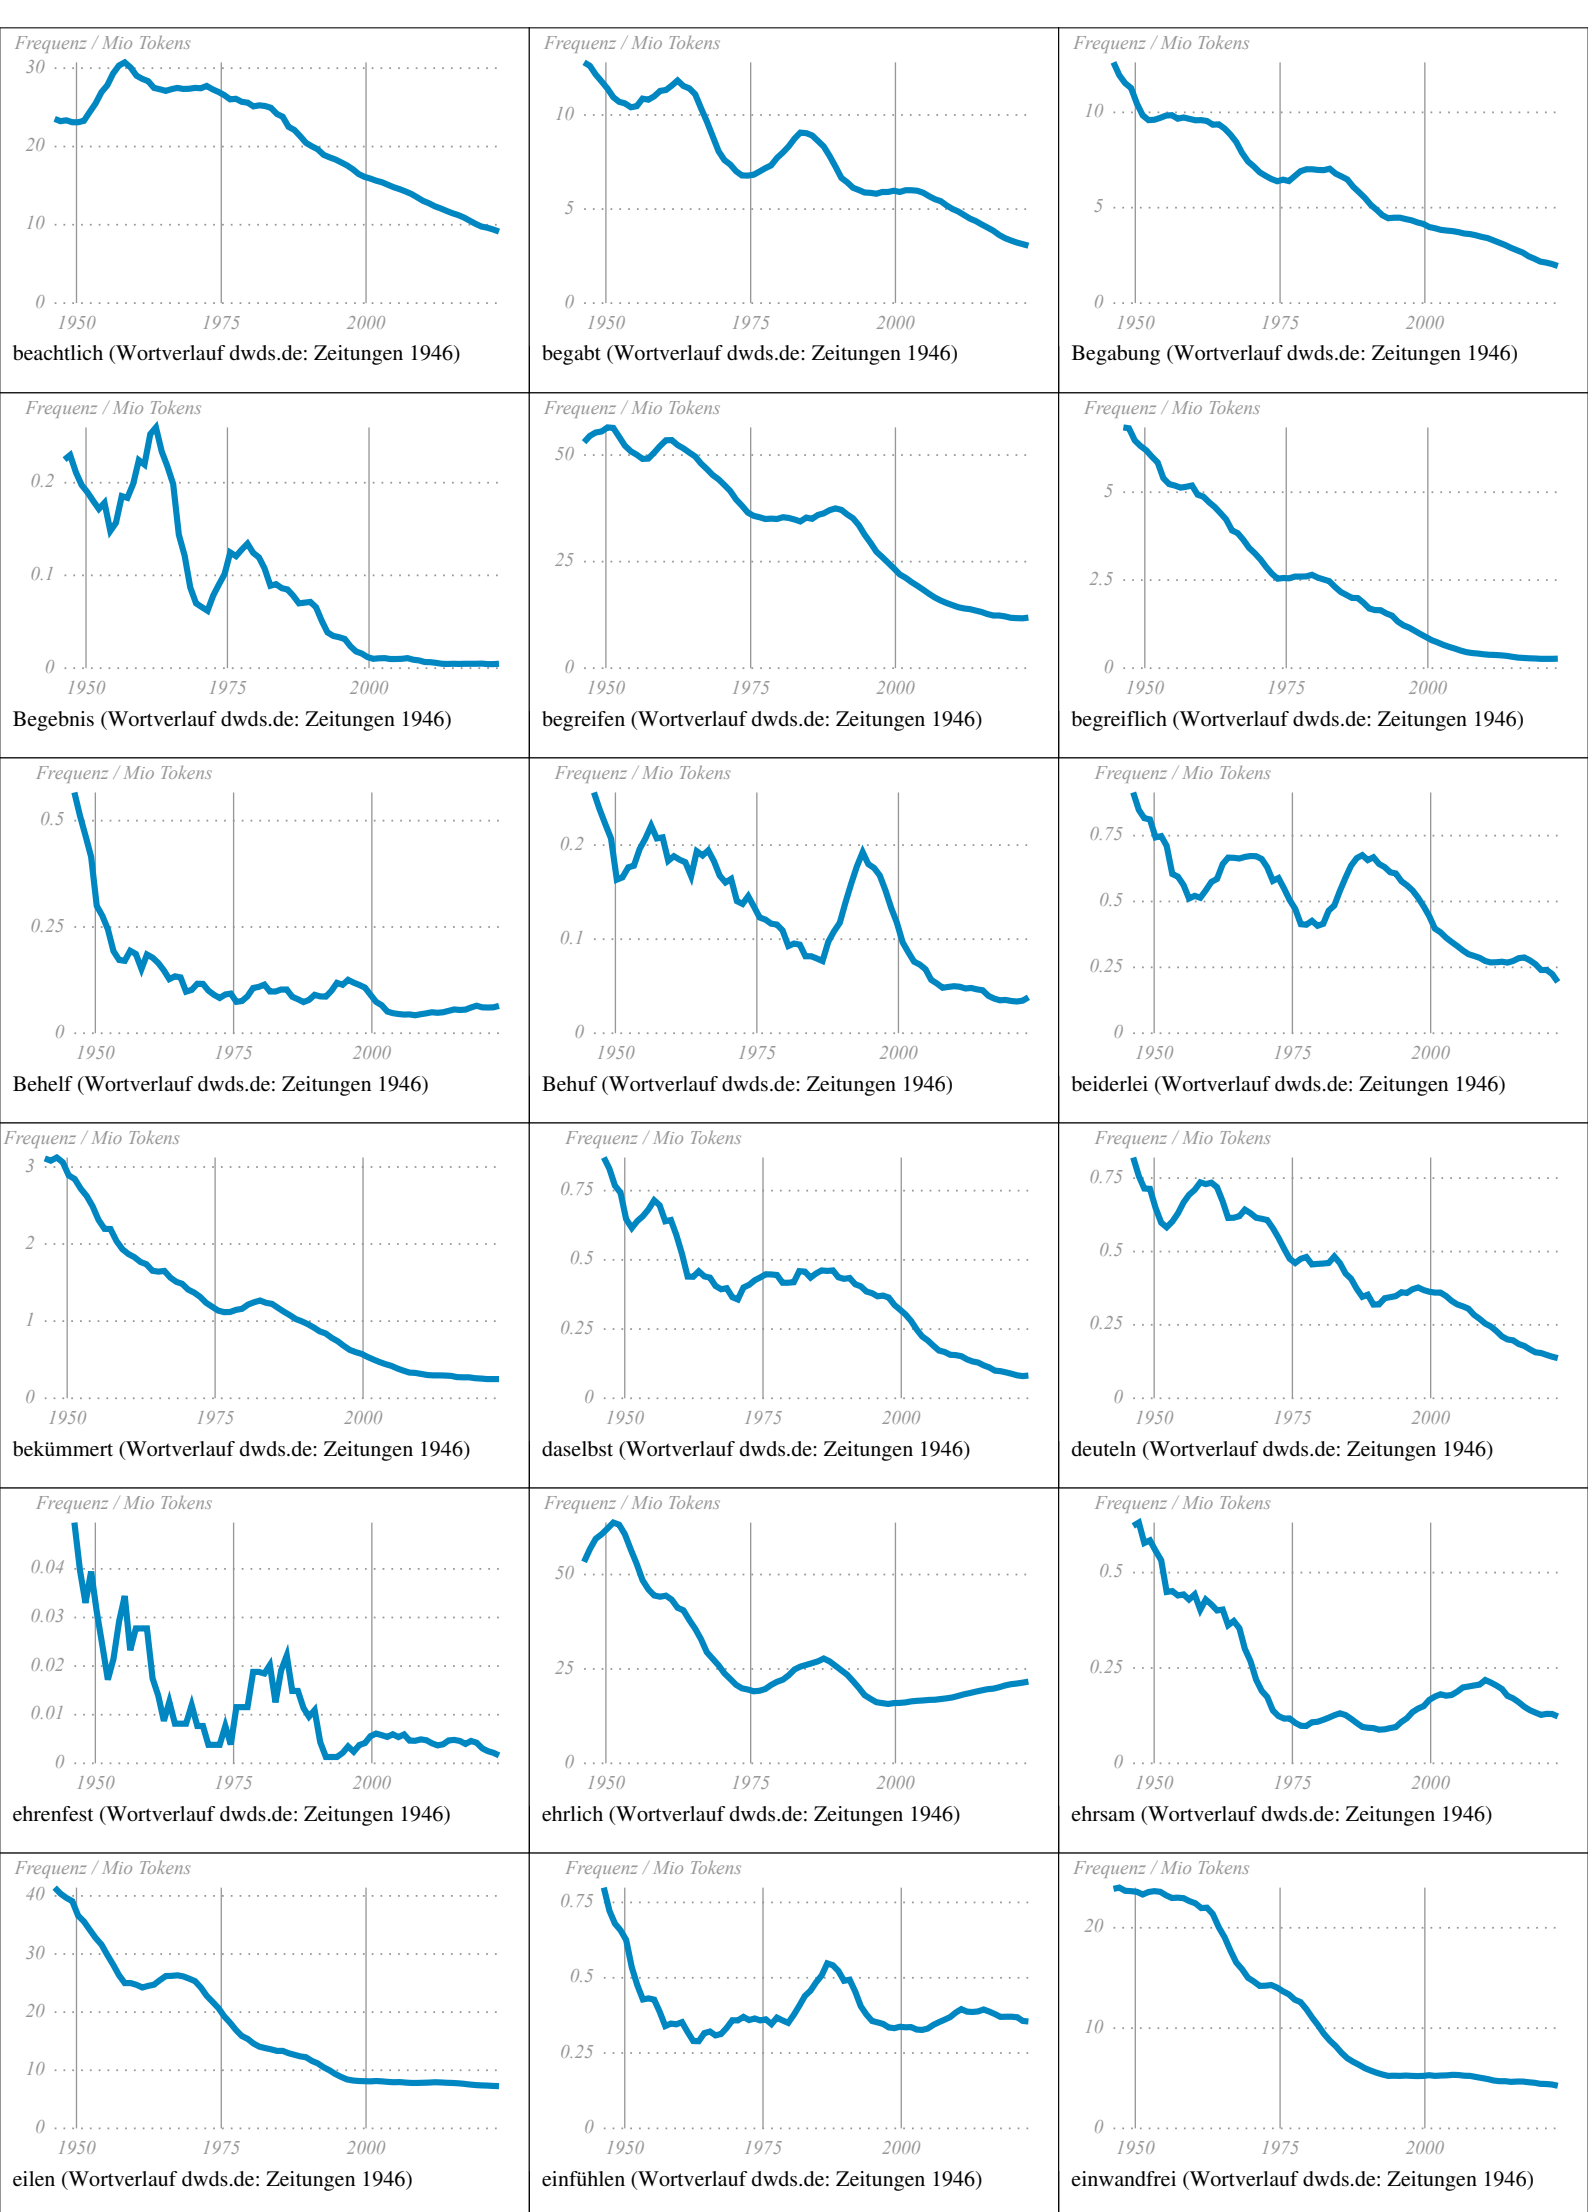 Frequenz / Mio Tokens
30
20
10
0
1950 1975 2000
beachtlich (Wortverlauf dwds.de: Zeitungen 1946)
Frequenz / Mio Tokens
10
5
0
1950 1975 2000
begabt (Wortverlauf dwds.de: Zeitungen 1946)
Frequenz / Mio Tokens
10
5
0
1950 1975 2000
Begabung (Wortverlauf dwds.de: Zeitungen 1946)
Frequenz / Mio Tokens
0.2
0.1
0
1950 1975 2000
Begebnis (Wortverlauf dwds.de: Zeitungen 1946)
Frequenz / Mio Tokens
50
25
0
1950 1975 2000
begreifen (Wortverlauf dwds.de: Zeitungen 1946)
Frequenz / Mio Tokens
5
2.5
0
1950 1975 2000
begreiflich (Wortverlauf dwds.de: Zeitungen 1946)
Frequenz / Mio Tokens
0.5
0.25
0
1950 1975 2000
Behelf (Wortverlauf dwds.de: Zeitungen 1946)
Frequenz / Mio Tokens
0.2
0.1
0
1950 1975 2000
Behuf (Wortverlauf dwds.de: Zeitungen 1946)
Frequenz / Mio Tokens
0.75
0.5
0.25
0
1950 1975 2000
beiderlei (Wortverlauf dwds.de: Zeitungen 1946)
Frequenz / Mio Tokens
3
2
1
0
1950 1975 2000
bekümmert (Wortverlauf dwds.de: Zeitungen 1946)
Frequenz / Mio Tokens
0.75
0.5
0.25
0
1950 1975 2000
daselbst (Wortverlauf dwds.de: Zeitungen 1946)
Frequenz / Mio Tokens
0.75
0.5
0.25
0
1950 1975 2000
deuteln (Wortverlauf dwds.de: Zeitungen 1946)
Frequenz / Mio Tokens
0.04
0.03
0.02
0.01
0
1950 1975 2000
ehrenfest (Wortverlauf dwds.de: Zeitungen 1946)
Frequenz / Mio Tokens
50
25
0
1950 1975 2000
ehrlich (Wortverlauf dwds.de: Zeitungen 1946)
Frequenz / Mio Tokens
0.5
0.25
0
1950 1975 2000
ehrsam (Wortverlauf dwds.de: Zeitungen 1946)
Frequenz / Mio Tokens
40
30
20
10
0
1950 1975 2000
eilen (Wortverlauf dwds.de: Zeitungen 1946)
Frequenz / Mio Tokens
0.75
0.5
0.25
0
1950 1975 2000
einfühlen (Wortverlauf dwds.de: Zeitungen 1946)
Frequenz / Mio Tokens
20
10
0
1950 1975 2000
einwandfrei (Wortverlauf dwds.de: Zeitungen 1946)